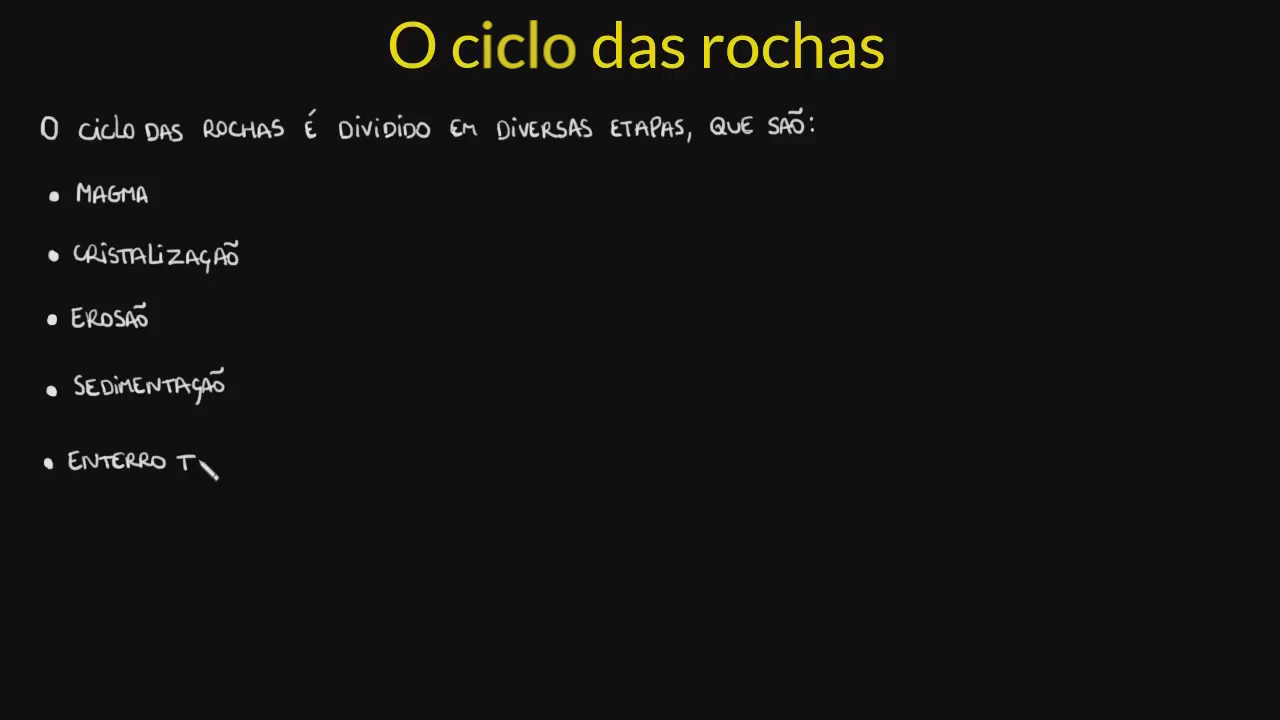 O ciclo das rochas
O CICLO DAS ROCHAS É DIVIDIDO EM DIVERSAS ETAPAS, QUE SÃO:
• MAGMA
• CRISTALIZAÇÃO
• EROSÃO
• SEDIMENTAÇÃO
• ENTERRO T